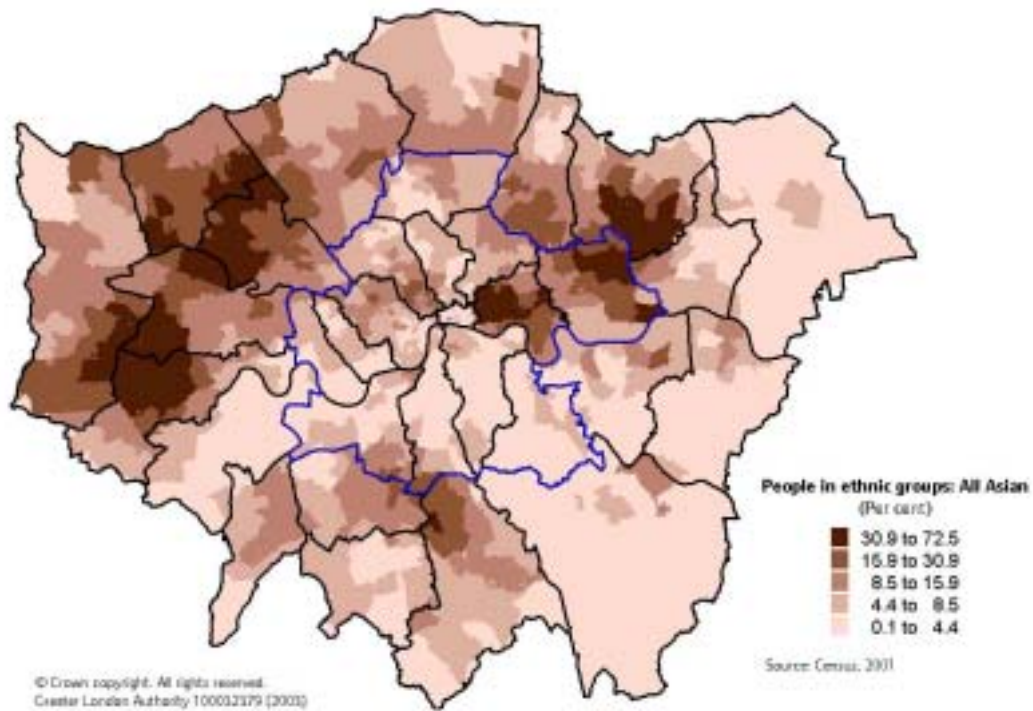 People in ethnic groups: All Asian
(Per cent)
30.9 to 72.5
15.9 to 30.9
8.5 to 15.9
4.4 to 8.5
0.1 to 4.4
Source: Census, 2001
© Crown copyright. All rights reserved.
Greater London Authority 100032379 (2003)